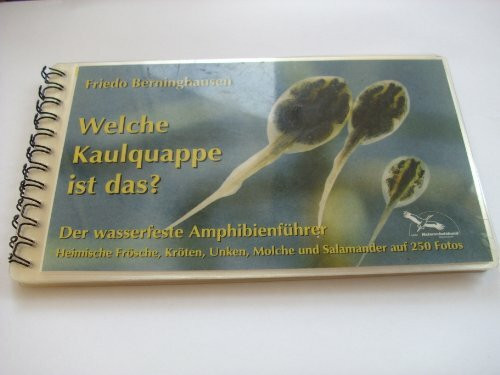 Friedo Berninghausen
Welche
Kaulquappe
ist das?
Der wasserfeste Amphibienführer
Heimische Frösche, Kröten, Unken, Molche und Salamander auf 250 Fotos